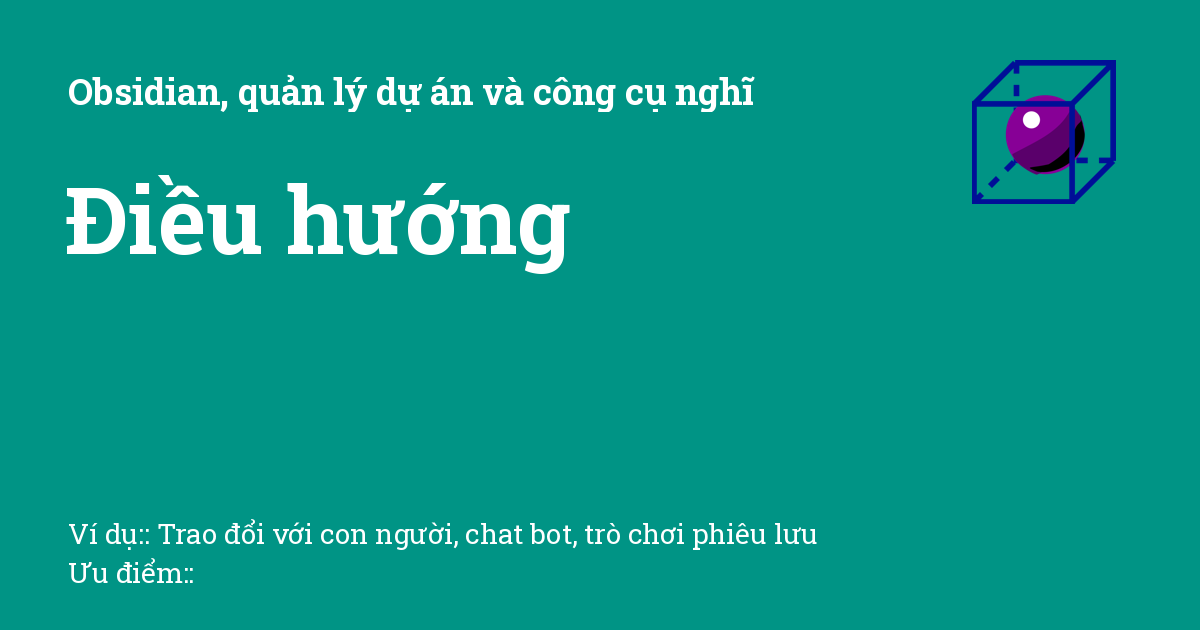 Obsidian, quản lý dự án và công cụ nghĩ
Điều hướng
Ví dụ:: Trao đổi với con người, chat bot, trò chơi phiêu lưu
Ưu điểm::